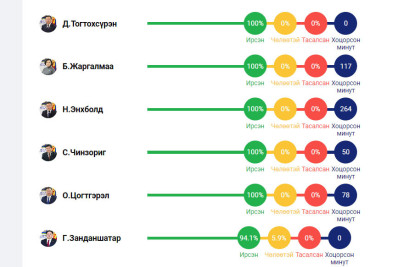 Д.Тогтохсүрэн 100% 0% 0% 0
Ирсэн Чөлөөтэй Тасалсан Хоцорсон
минут
Б.Жаргалмаа 100% 0% 0% 117
Ирсэн Чөлөөтэй Тасалсан Хоцорсон
минут
Н.Энхболд 100% 0% 0% 264
Ирсэн Чөлөөтэй Тасалсан Хоцорсон
минут
С.Чинзориг 100% 0% 0% 50
Ирсэн Чөлөөтэй Тасалсан Хоцорсон
минут
О.Цогтгэрэл 100% 0% 0% 78
Ирсэн Чөлөөтэй Тасалсан Хоцорсон
минут
Г.Занданшатар 94.1% 5.9% 0% 0
Ирсэн Чөлөөтэй Тасалсан Хоцорсон
минут